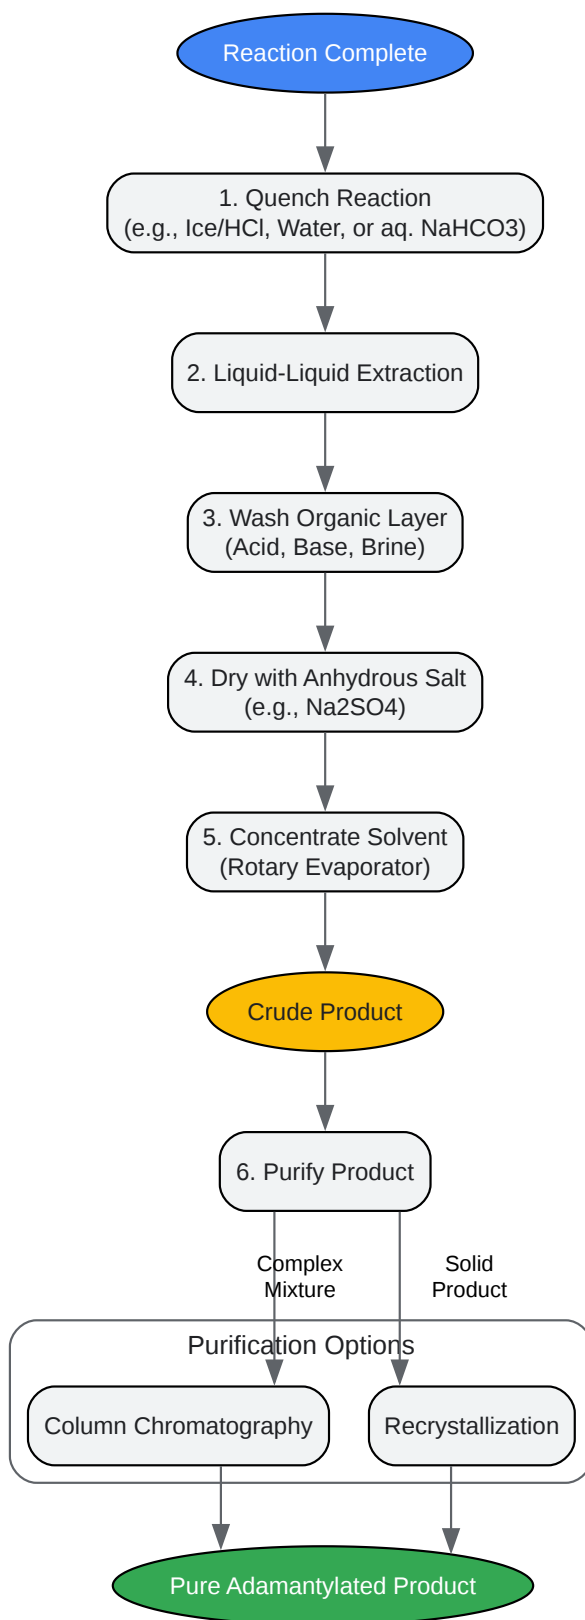 Reaction Complete
1. Quench Reaction
(e.g., Ice/HCl, Water, or aq. NaHCO3)
2. Liquid-Liquid Extraction
3. Wash Organic Layer
(Acid, Base, Brine)
4. Dry with Anhydrous Salt
(e.g., Na2SO4)
5. Concentrate Solvent
(Rotary Evaporator)
Crude Product
6. Purify Product
Complex
Mixture
Solid
Product
Purification Options
Column Chromatography
Recrystallization
Pure Adamantylated Product